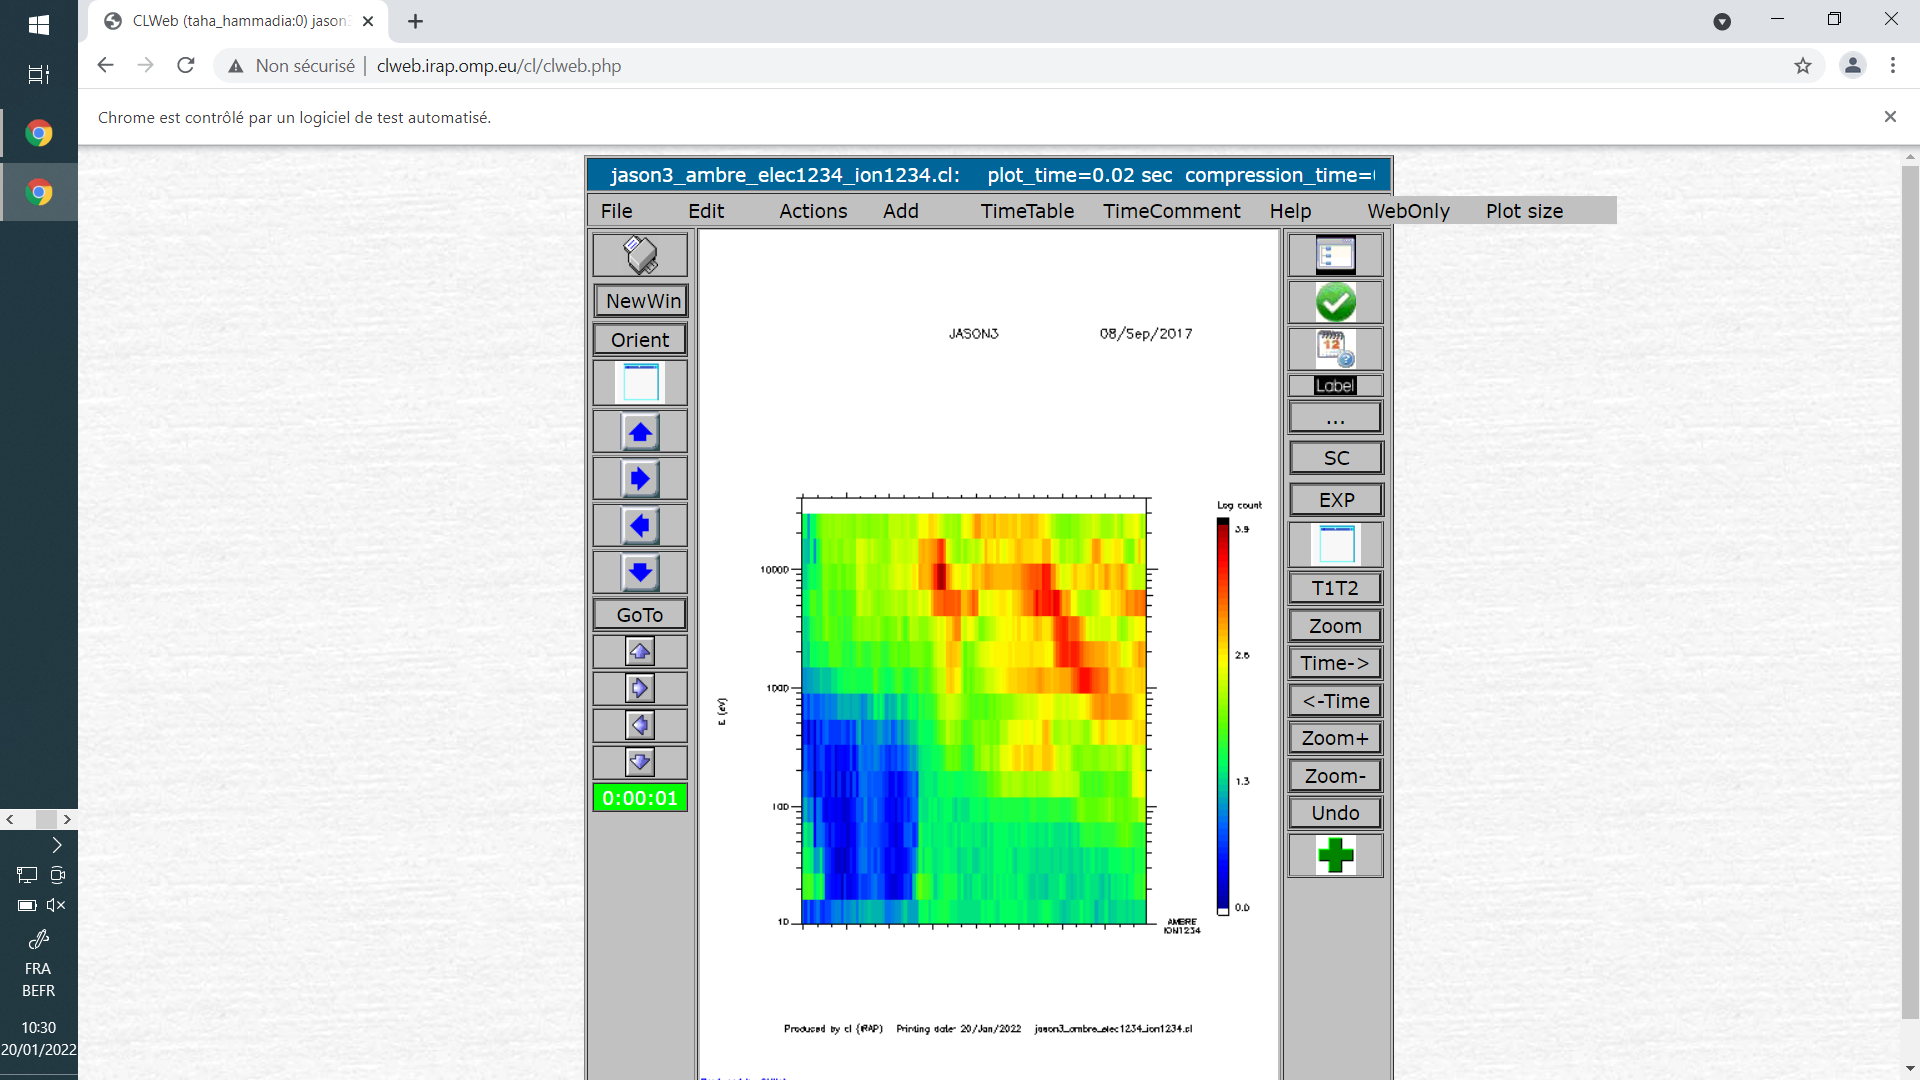 CLWeb (taha_hammadia:0) jason3
Non sécurisé | clweb.irap.omp.eu/cl/clweb.php
Chrome est contrôlé par un logiciel de test automatisé.
jason3_ambre_elec1234_ion1234.cl: plot_time=0.02 sec compression_time=
File Edit Actions Add TimeTable TimeComment Help WebOnly Plot size
NewWin
Orient
GoTo
0:00:01
JASON3 08/Sep/2017
Log count
3.9
2.6
1.3
0.0
10000
1000
100
10
E (eV)
AMBRE
ION1234
Produced by cl (IRAP) Printing date: 20/Jan/2022 jason3_ambre_elec1234_ion1234.cl
12
Label
...
SC
EXP
T1T2
Zoom
Time->
<-Time
Zoom+
Zoom-
Undo
FRA
BEFR
10:30
20/01/2022